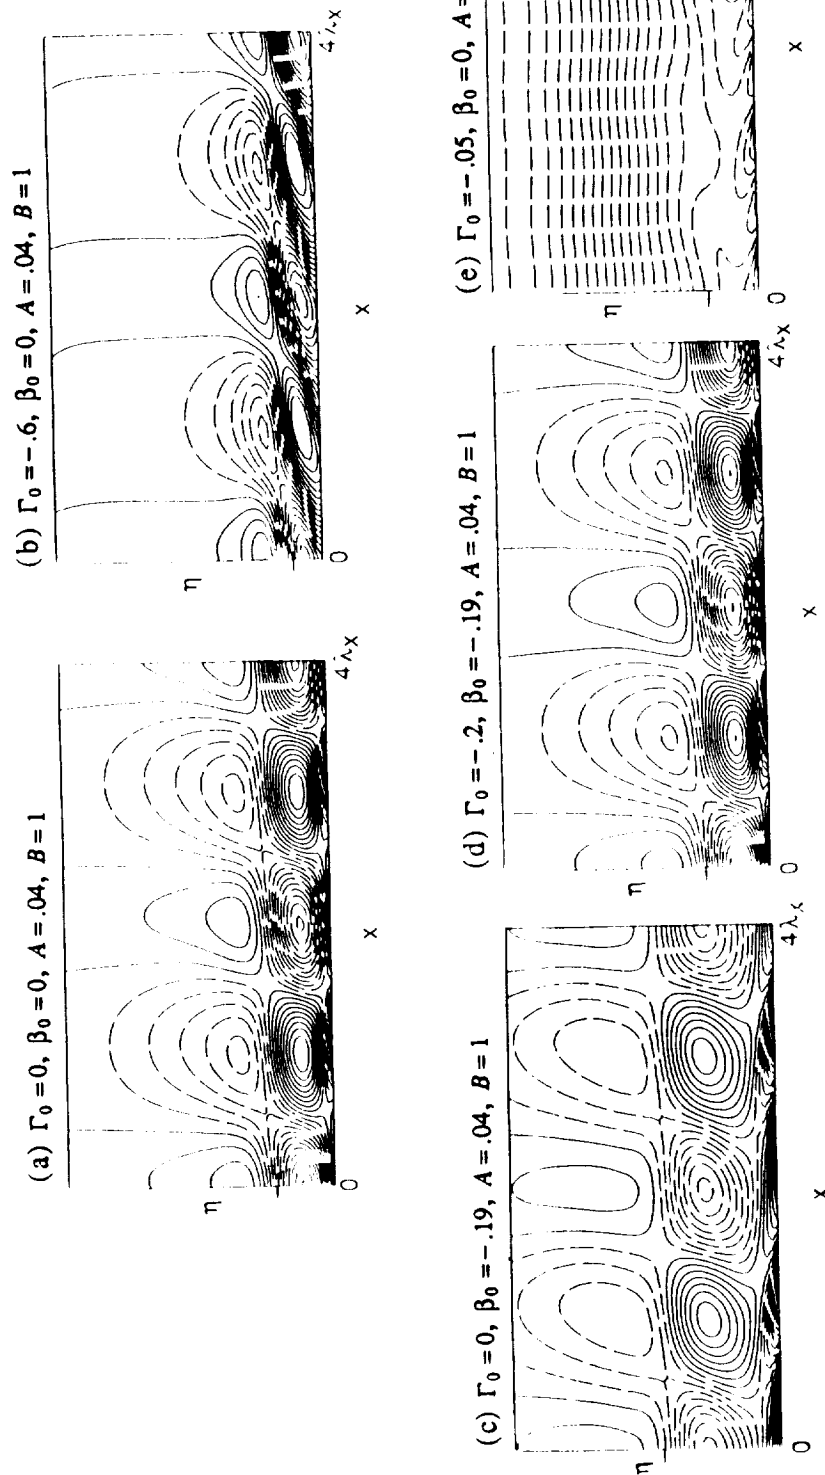 (a) Γ₀=0, β₀=0, A=.04, B=1
η
0
x
4λx
(b) Γ₀=-.6, β₀=0, A=.04, B=1
η
0
x
4λx
(c) Γ₀=0, β₀=-.19, A=.04, B=1
η
0
x
4λx
(d) Γ₀=-.2, β₀=-.19, A=.04, B=1
η
0
x
4λx
(e) Γ₀=-.05, β₀=0, A=
η
0
x